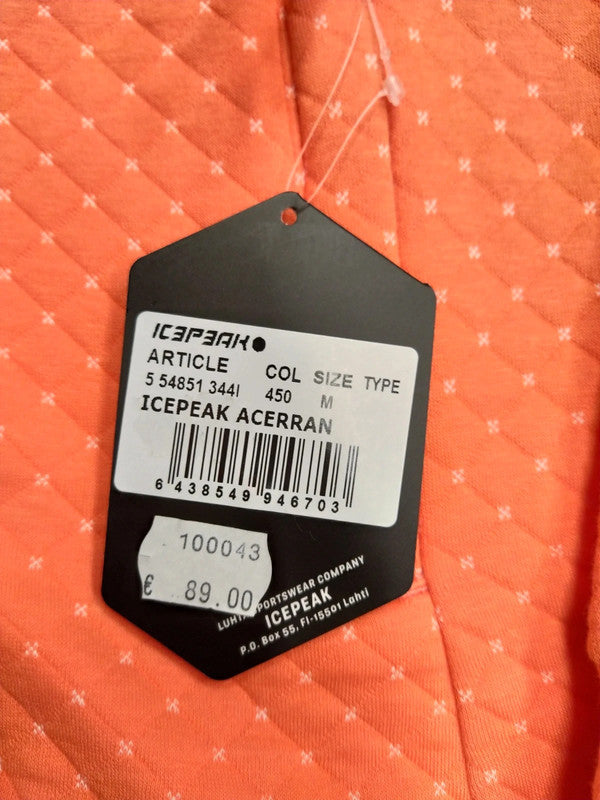 ICEPEAK
ARTICLE COL SIZE TYPE
5 54851 344I 450 M
ICEPEAK ACERRAN
6 438549 946703
100043
€ 89.00
LUHTA SPORTSWEAR COMPANY
ICEPEAK
P.O. Box 55, FI-15501 Lahti